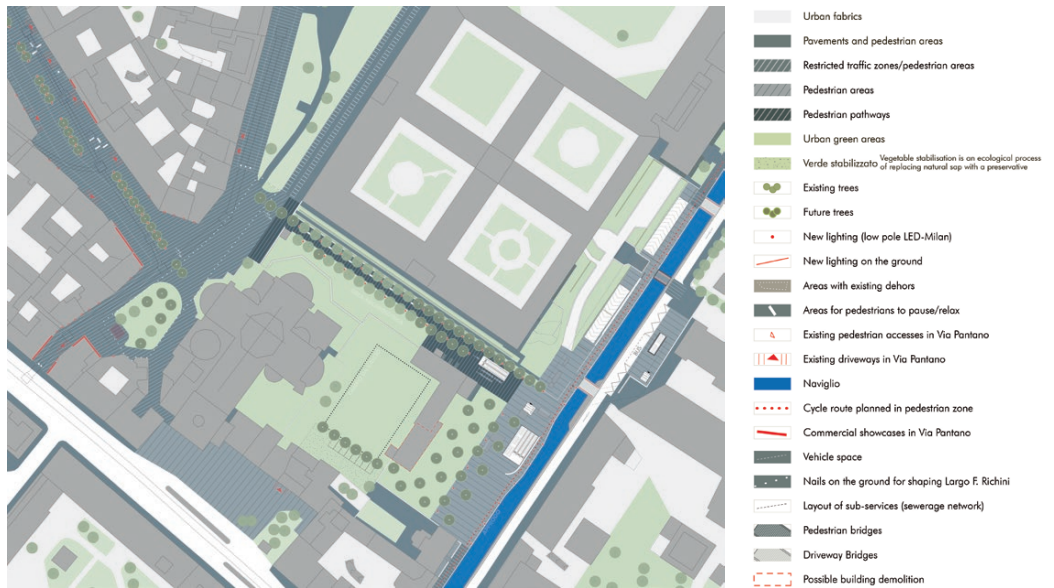 Urban fabrics
Pavements and pedestrian areas
Restricted traffic zones/pedestrian areas
Pedestrian areas
Pedestrian pathways
Urban green areas
Verde stabilizzato Vegetable stabilisation is an ecological process
of replacing natural sap with a preservative
Existing trees
Future trees
New lighting (low pole LED-Milan)
New lighting on the ground
Areas with existing dehors
Areas for pedestrians to pause/relax
Existing pedestrian accesses in Via Pantano
Existing driveways in Via Pantano
Naviglio
Cycle route planned in pedestrian zone
Commercial showcases in Via Pantano
Vehicle space
Nails on the ground for shaping Largo F. Richini
Layout of sub-services (sewerage network)
Pedestrian bridges
Driveway Bridges
Possible building demolition